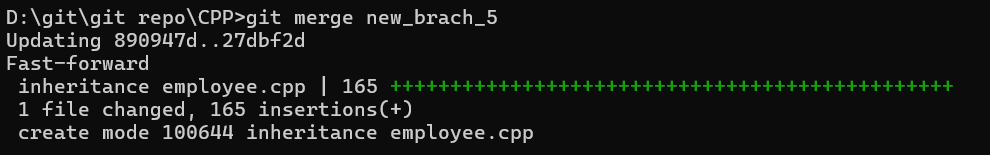 D:\git\git repo\CPP>git merge new_brach_5
Updating 890947d..27dbf2d
Fast-forward
 inheritance employee.cpp | 165 +++++++++++++++++++++++++++++++++++++++++++++++
 1 file changed, 165 insertions(+)
 create mode 100644 inheritance employee.cpp